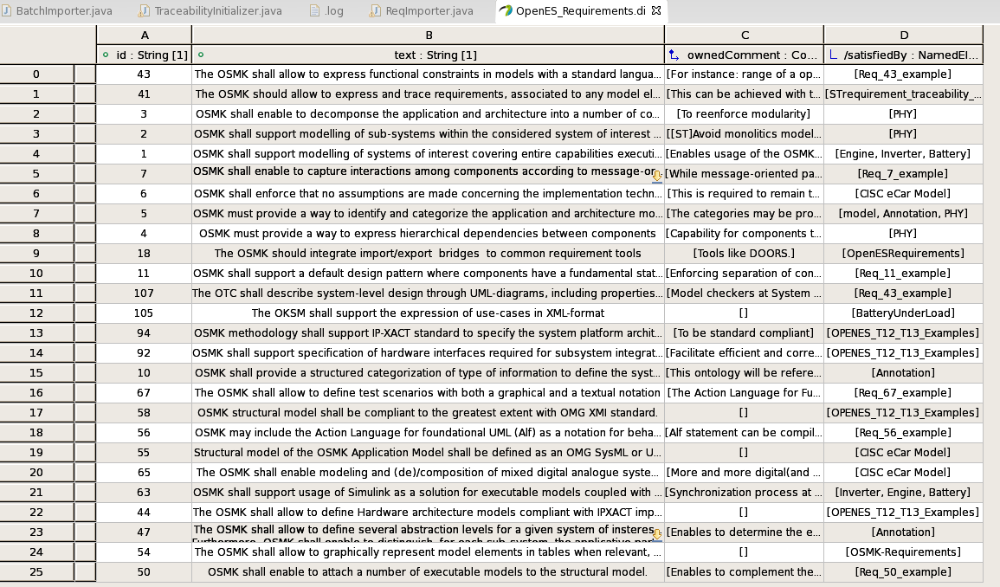 BatchImporter.java TraceabilityInitializer.java .log ReqImporter.java OpenES_Requirements.di
A B C D
id : String [1] text : String [1] ownedComment : Co... /satisfiedBy : NamedEl...
0 43 The OSMK shall allow to express functional constraints in models with a standard langua... [For instance: range of a op... [Req_43_example]
1 41 The OSMK should allow to express and trace requirements, associated to any model el... [This can be achieved with t... [STrequirement_traceability_...
2 3 OSMK shall enable to decomponse the application and architecture into a number of co... [To reenforce modularity] [PHY]
3 2 OSMK shall support modelling of sub-systems within the considered system of interest ... [[ST]Avoid monolitics model... [PHY]
4 1 OSMK shall support modelling of systems of interest covering entire capabilities executi... [Enables usage of the OSMK... [Engine, Inverter, Battery]
5 7 OSMK shall enable to capture interactions among components according to message-or [While message-oriented pa... [Req_7_example]
6 6 OSMK shall enforce that no assumptions are made concerning the implementation techn... [This is required to remain t... [CISC eCar Model]
7 5 OSMK must provide a way to identify and categorize the application and architecture mo... [The categories may be pro... [model, Annotation, PHY]
8 4 OSMK must provide a way to express hierarchical dependencies between components [Capability for components t... [PHY]
9 18 The OSMK should integrate import/export bridges to common requirement tools [Tools like DOORS.] [OpenESRequirements]
10 11 OSMK shall support a default design pattern where components have a fundamental stat... [Enforcing separation of con... [Req_11_example]
11 107 The OTC shall describe system-level design through UML-diagrams, including properties... [Model checkers at System ... [Req_43_example]
12 105 The OKSM shall support the expression of use-cases in XML-format [] [BatteryUnderLoad]
13 94 OSMK methodology shall support IP-XACT standard to specify the system platform archit... [To be standard compliant] [OPENES_T12_T13_Examples]
14 92 OSMK shall support specification of hardware interfaces required for subsystem integrat... [Facilitate efficient and corre... [OPENES_T12_T13_Examples]
15 10 OSMK shall provide a structured categorization of type of information to define the syst... [This ontology will be refere... [Annotation]
16 67 The OSMK shall allow to define test scenarios with both a graphical and a textual notation [The Action Language for Fu... [Req_67_example]
17 58 OSMK structural model shall be compliant to the greatest extent with OMG XMI standard. [] [OPENES_T12_T13_Examples]
18 56 OSMK may include the Action Language for foundational UML (Alf) as a notation for beha... [Alf statement can be compil... [Req_56_example]
19 55 Structural model of the OSMK Application Model shall be defined as an OMG SysML or U... [] [CISC eCar Model]
20 65 The OSMK shall enable modeling and (de)/composition of mixed digital analogue syste... [More and more digital(and ... [CISC eCar Model]
21 63 OSMK shall support usage of Simulink as a solution for executable models coupled with ... [Synchronization process at ... [Inverter, Engine, Battery]
22 44 The OSMK shall allow to define Hardware architecture models compliant with IPXACT imp... [] [OPENES_T12_T13_Examples]
23 47 The OSMK shall allow to define several abstraction levels for a given system of insteres [Enables to determine the e... [Annotation]
Furthermore, OSMK shall enable to distinguish, for each sub-system, the applicative part
24 54 The OSMK shall allow to graphically represent model elements in tables when relevant, ... [] [OSMK-Requirements]
25 50 OSMK shall enable to attach a number of executable models to the structural model. [Enables to complement the... [Req_50_example]